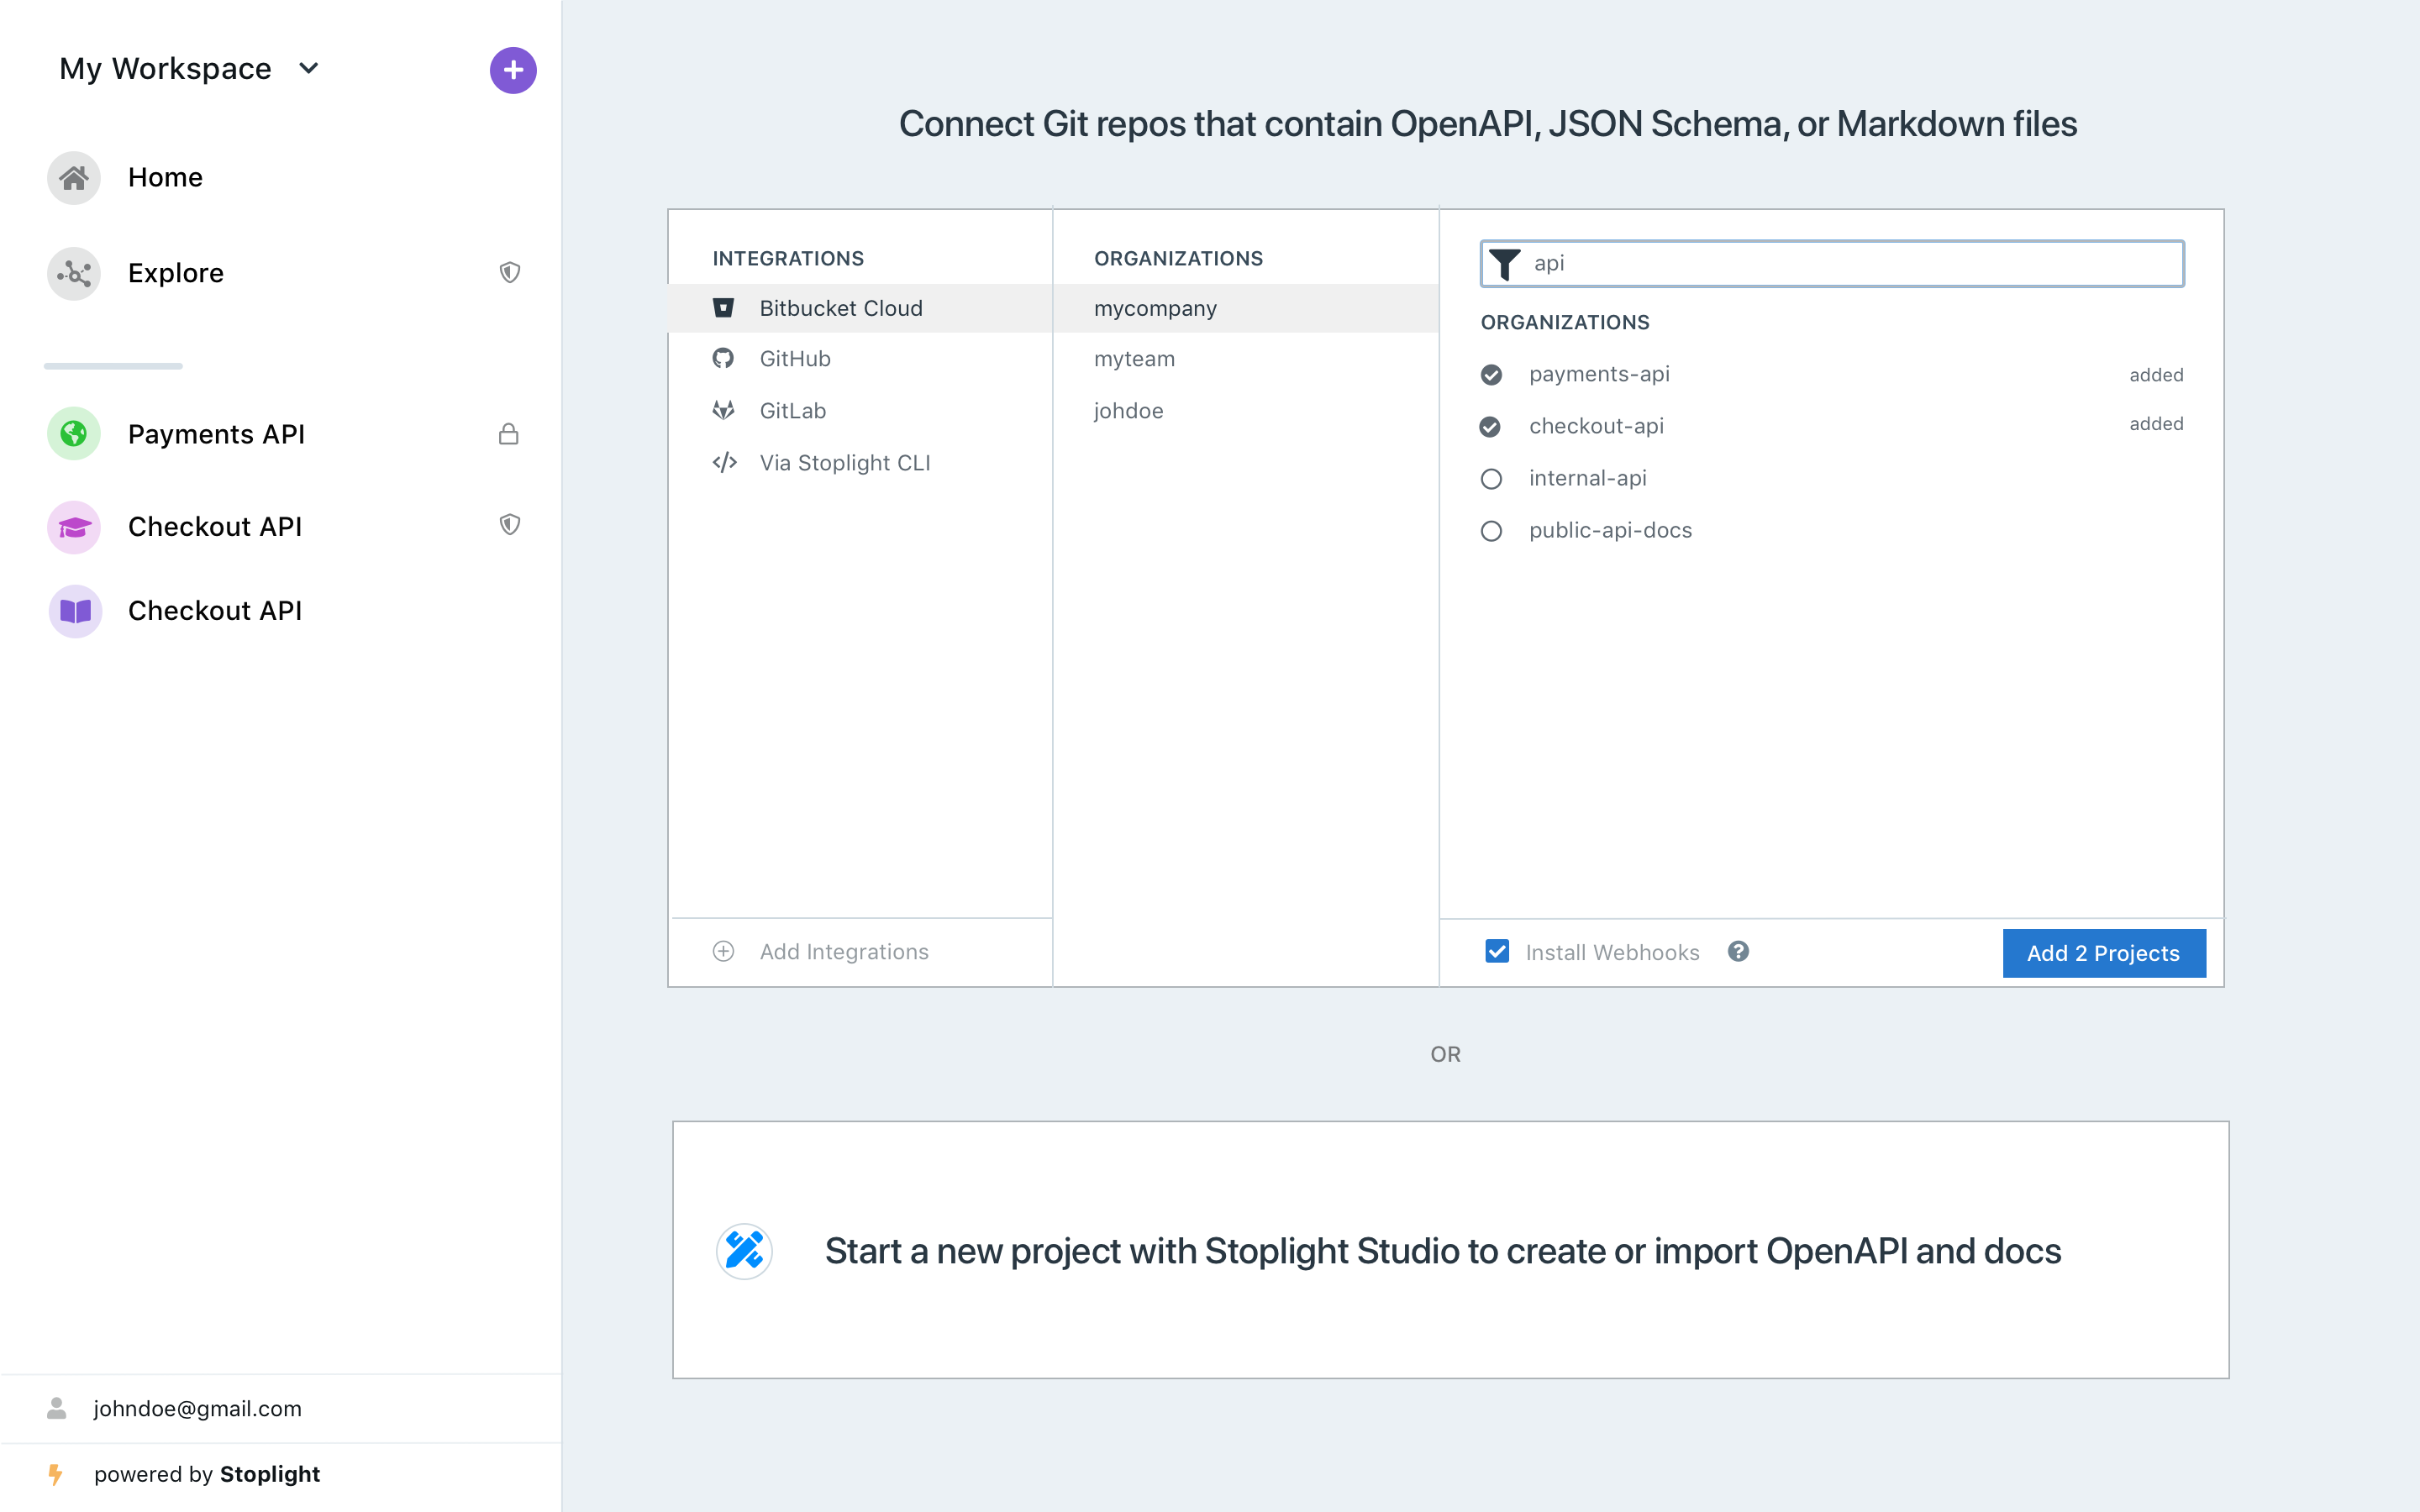 My Workspace
Home
Explore
Payments API
Checkout API
Checkout API
johndoe@gmail.com
powered by Stoplight
Connect Git repos that contain OpenAPI, JSON Schema, or Markdown files
INTEGRATIONS
Bitbucket Cloud
GitHub
GitLab
Via Stoplight CLI
Add Integrations
ORGANIZATIONS
mycompany
myteam
johdoe
api
ORGANIZATIONS
payments-api added
checkout-api added
internal-api
public-api-docs
Install Webhooks
Add 2 Projects
OR
Start a new project with Stoplight Studio to create or import OpenAPI and docs